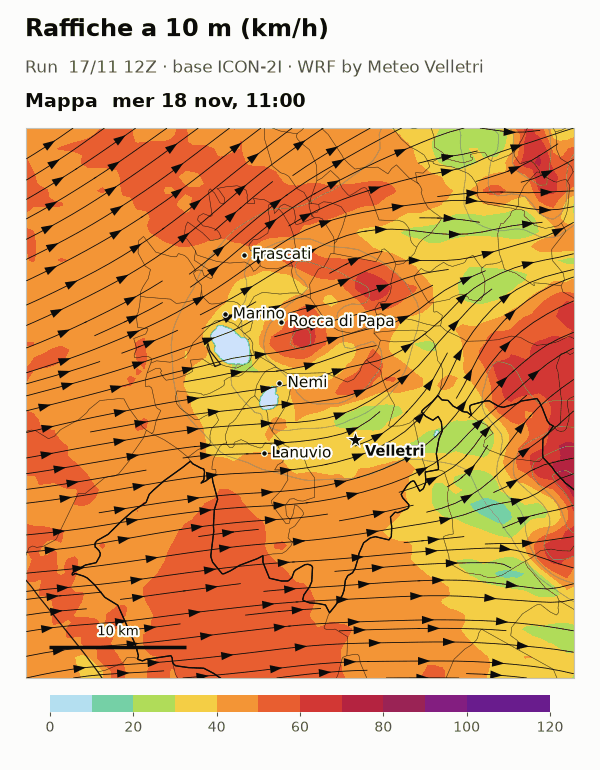 Raffiche a 10 m (km/h)
Run  17/11 12Z · base ICON-2I · WRF by Meteo Velletri
Mappa  mer 18 nov, 11:00
Frascati
Marino
Rocca di Papa
Nemi
Velletri
Lanuvio
10 km
0 20 40 60 80 100 120